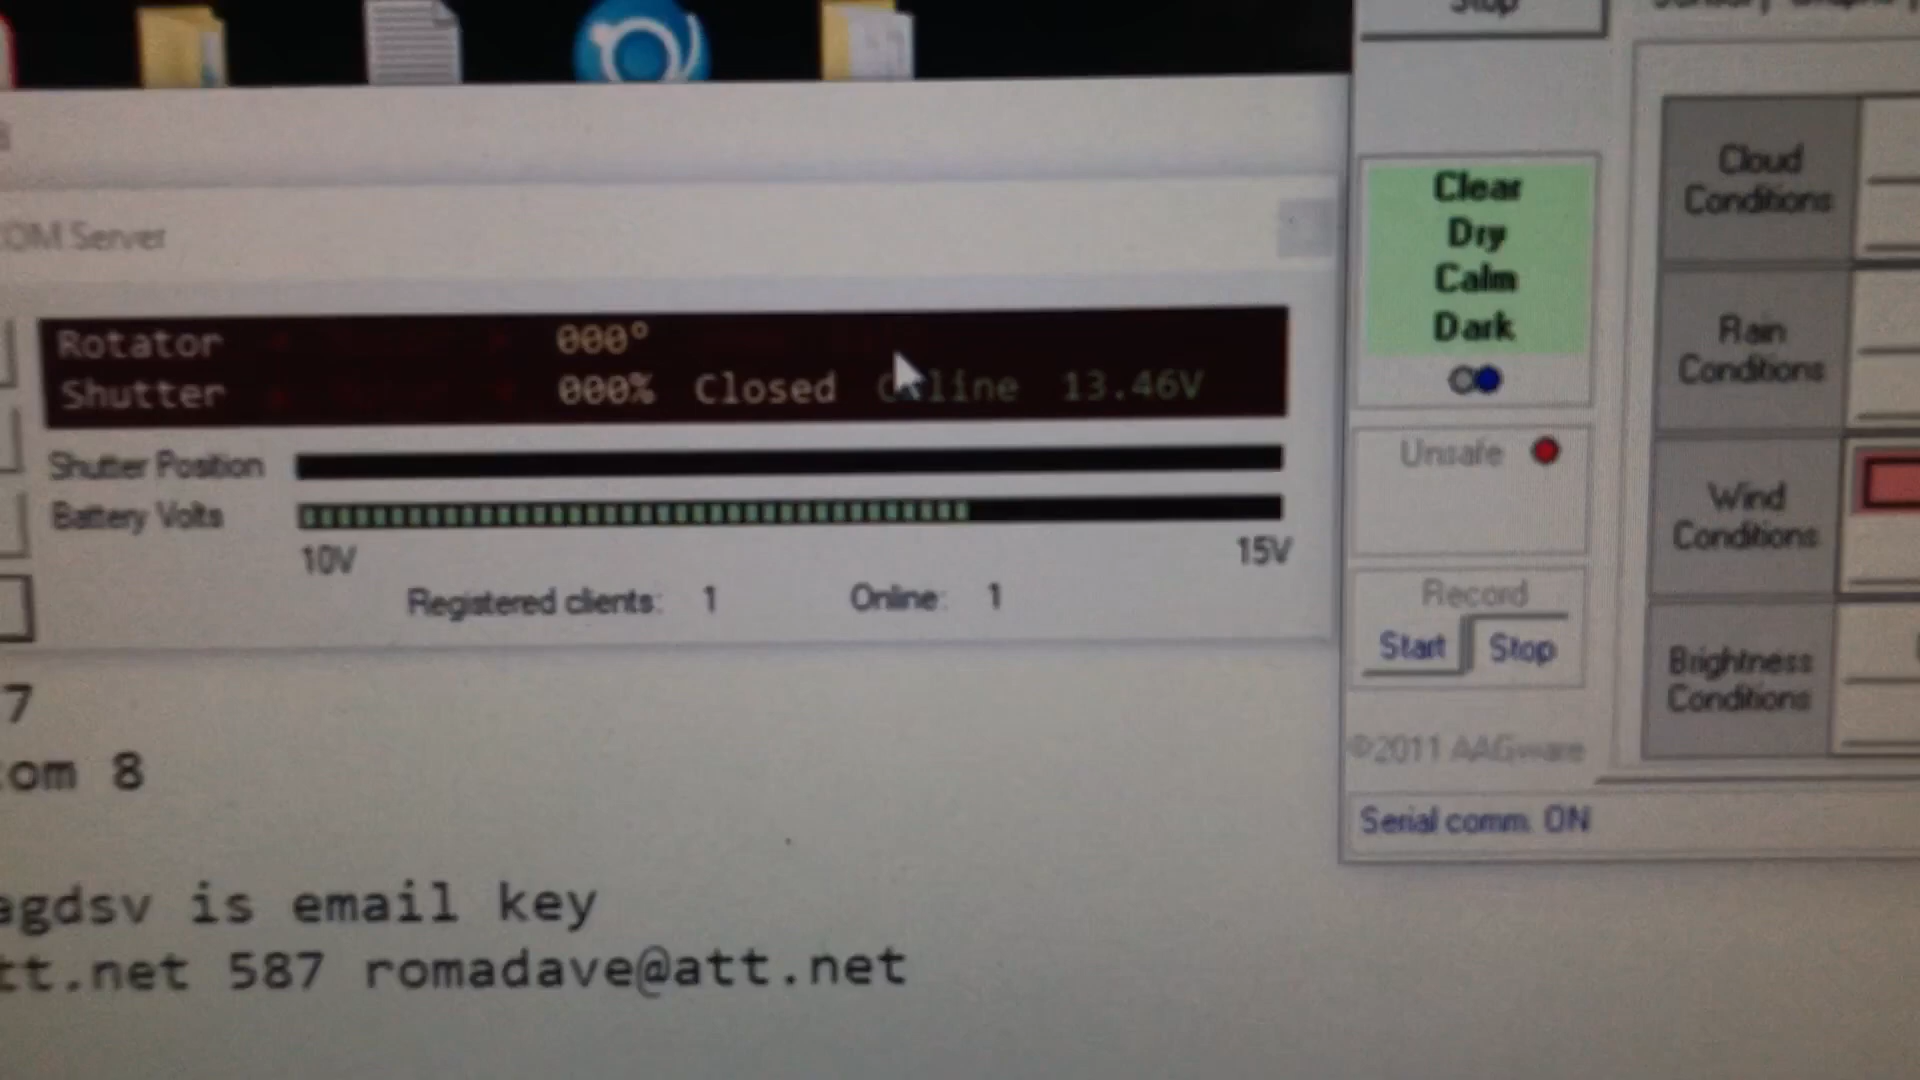 Stop
OM Server
Rotator 000°
Shutter 000% Closed Online 13.46V
Shutter Position
Battery Volts
10V 15V
Registered clients: 1 Online: 1
7
om 8
agdsv is email key
tt.net 587 romadave@att.net
Clear
Dry
Calm
Dark
Unsafe
Record
Start Stop
©2011 AAGware
Serial comm. ON
Cloud
Conditions
Rain
Conditions
Wind
Conditions
Brightness
Conditions